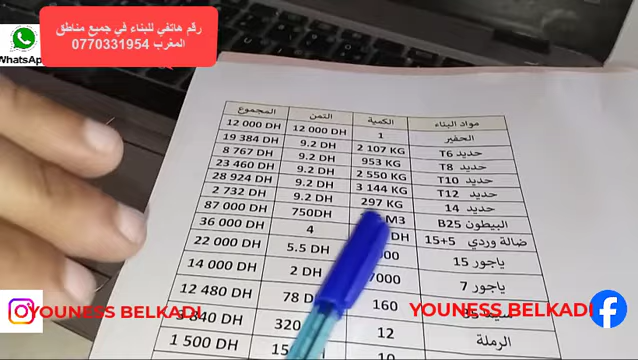 رقم هاتفي للبناء في جميع مناطق
المغرب 0770331954
WhatsAp
مواد البناء الكمية الثمن المجموع
الحفير 1 12 000 DH 12 000 DH
حديد T6 2 107 KG 9.2 DH 19 384 DH
حديد T8 953 KG 9.2 DH 8 767 DH
حديد T10 2 550 KG 9.2 DH 23 460 DH
حديد T12 3 144 KG 9.2 DH 28 924 DH
حديد 14 297 KG 9.2 DH 2 732 DH
البيطون B25 M3 750DH 87 000 DH
ضالة وردي 5+15 DH 4 36 000 DH
ياجور 15 000 5.5 DH 22 000 DH
ياجور 7 7000 2 DH 14 000 DH
160 78 D 12 480 DH
الرملة 12 320 840 DH
10 15 1 500 DH
YOUNESS BELKADI
YOUNESS BELKADI